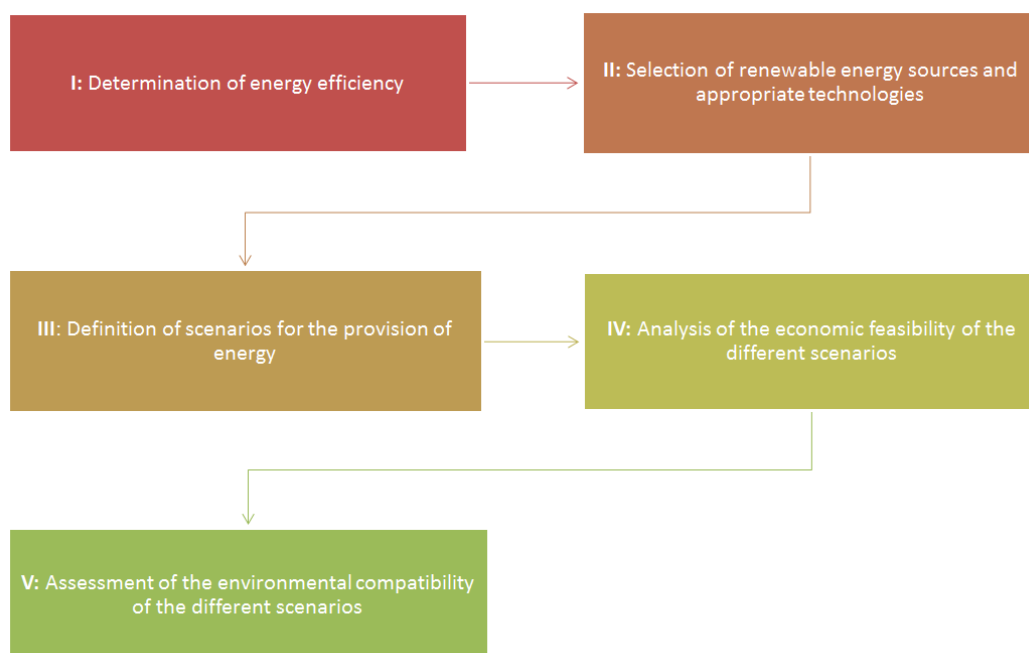 I: Determination of energy efficiency
II: Selection of renewable energy sources and
appropriate technologies
III: Definition of scenarios for the provision of
energy
IV: Analysis of the economic feasibility of the
different scenarios
V: Assessment of the environmental compatibility
of the different scenarios